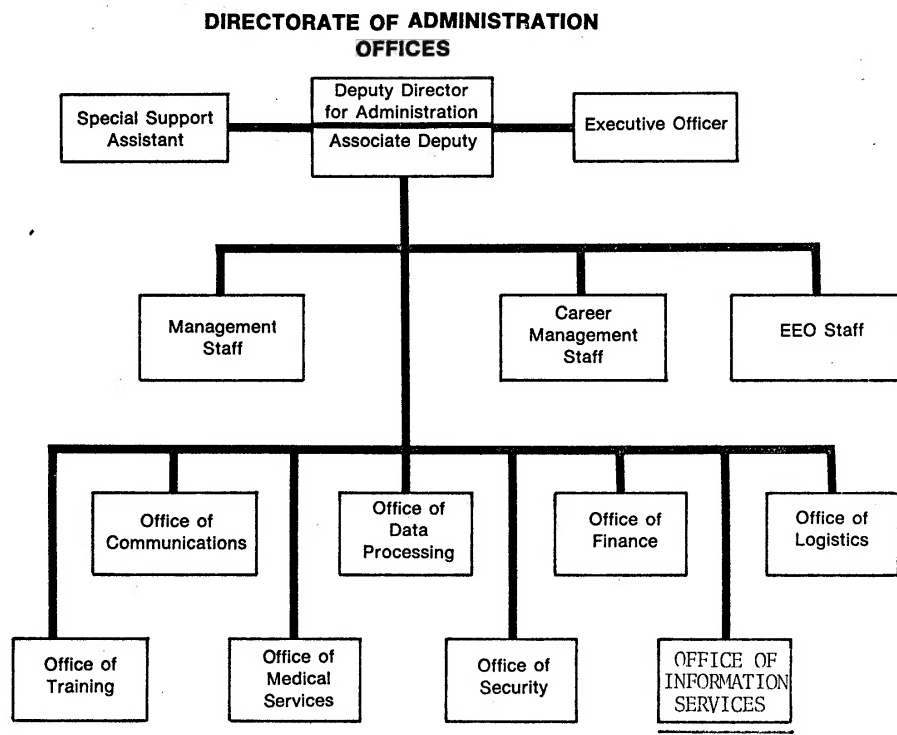 DIRECTORATE OF ADMINISTRATION
OFFICES
Special Support
Assistant
Deputy Director
for Administration
Associate Deputy
Executive Officer
Management
Staff
Career
Management
Staff
EEO Staff
Office of
Communications
Office of
Data
Processing
Office of
Finance
Office of
Logistics
Office of
Training
Office of
Medical
Services
Office of
Security
OFFICE OF
INFORMATION
SERVICES